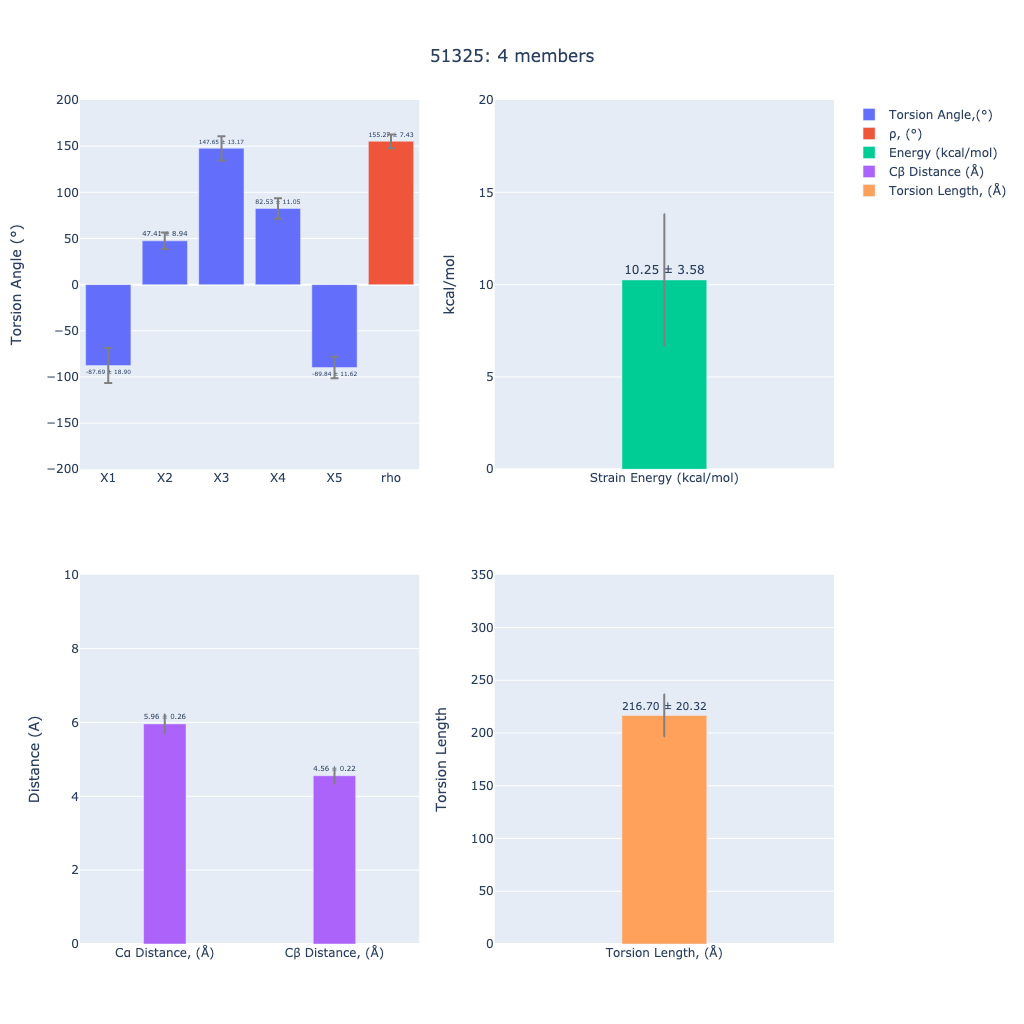 51325: 4 members
Torsion Angle (°)
200
150
100
50
0
−50
−100
−150
−200
-87.69 ± 18.90
47.41 ± 8.94
147.65 ± 13.17
82.53 ± 11.05
-89.84 ± 11.62
155.27 ± 7.43
X1
X2
X3
X4
X5
rho
kcal/mol
20
15
10
5
0
10.25 ± 3.58
Strain Energy (kcal/mol)
Torsion Angle,(°)
ρ, (°)
Energy (kcal/mol)
Cβ Distance (Å)
Torsion Length, (Å)
Distance (A)
10
8
6
4
2
0
5.96 ± 0.26
4.56 ± 0.22
Cα Distance, (Å)
Cβ Distance, (Å)
Torsion Length
350
300
250
200
150
100
50
0
216.70 ± 20.32
Torsion Length, (Å)